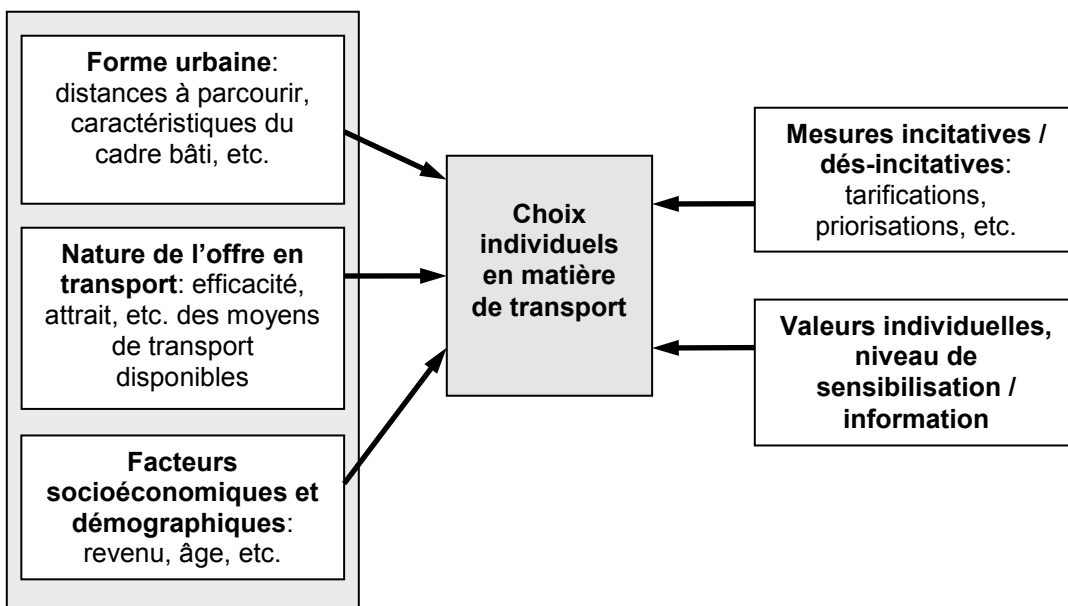 Forme urbaine:
distances à parcourir,
caractéristiques du
cadre bâti, etc.
Nature de l’offre en
transport: efficacité,
attrait, etc. des moyens
de transport
disponibles
Facteurs
socioéconomiques et
démographiques:
revenu, âge, etc.
Choix
individuels
en matière
de transport
Mesures incitatives /
dés-incitatives:
tarifications,
priorisations, etc.
Valeurs individuelles,
niveau de
sensibilisation /
information